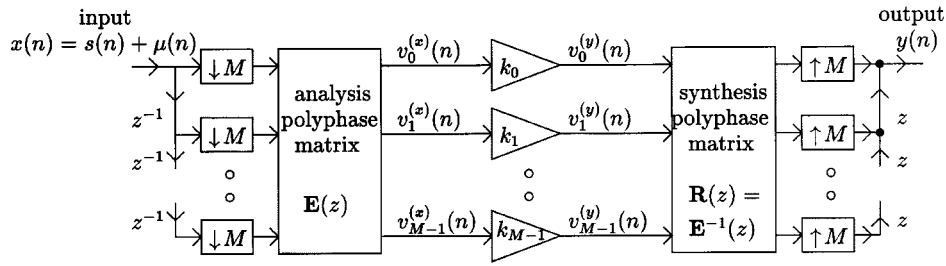 input
x(n) = s(n) + μ(n)
output
y(n)
↓M
v_0^{(x)}(n)
k_0
v_0^{(y)}(n)
↑M
analysis
polyphase
matrix
E(z)
synthesis
polyphase
matrix
R(z) =
E^{-1}(z)
z^{-1}
↓M
v_1^{(x)}(n)
k_1
v_1^{(y)}(n)
↑M
z
z^{-1}
z
z^{-1}
↓M
v_{M-1}^{(x)}(n)
k_{M-1}
v_{M-1}^{(y)}(n)
↑M
z